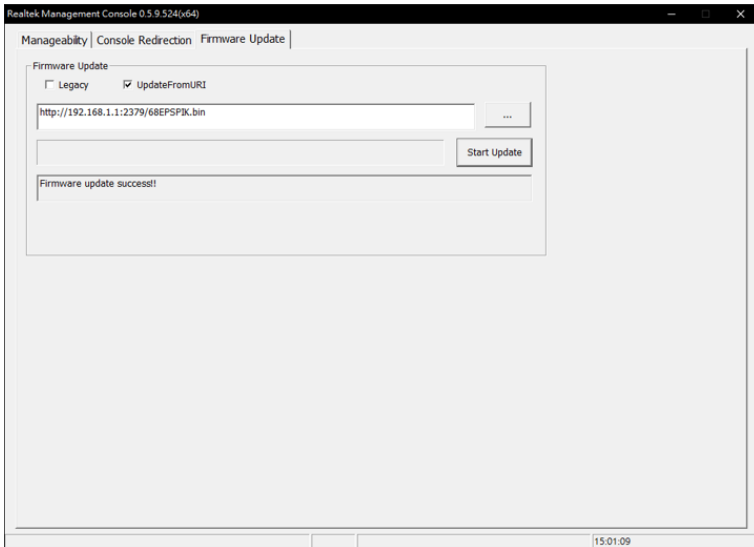 Realtek Management Console 0.5.9.524(x64)
Manageability Console Redirection Firmware Update
Firmware Update
Legacy UpdateFromURI
http://192.168.1.1:2379/68EPSPIK.bin
...
Start Update
Firmware update success!!
15:01:09